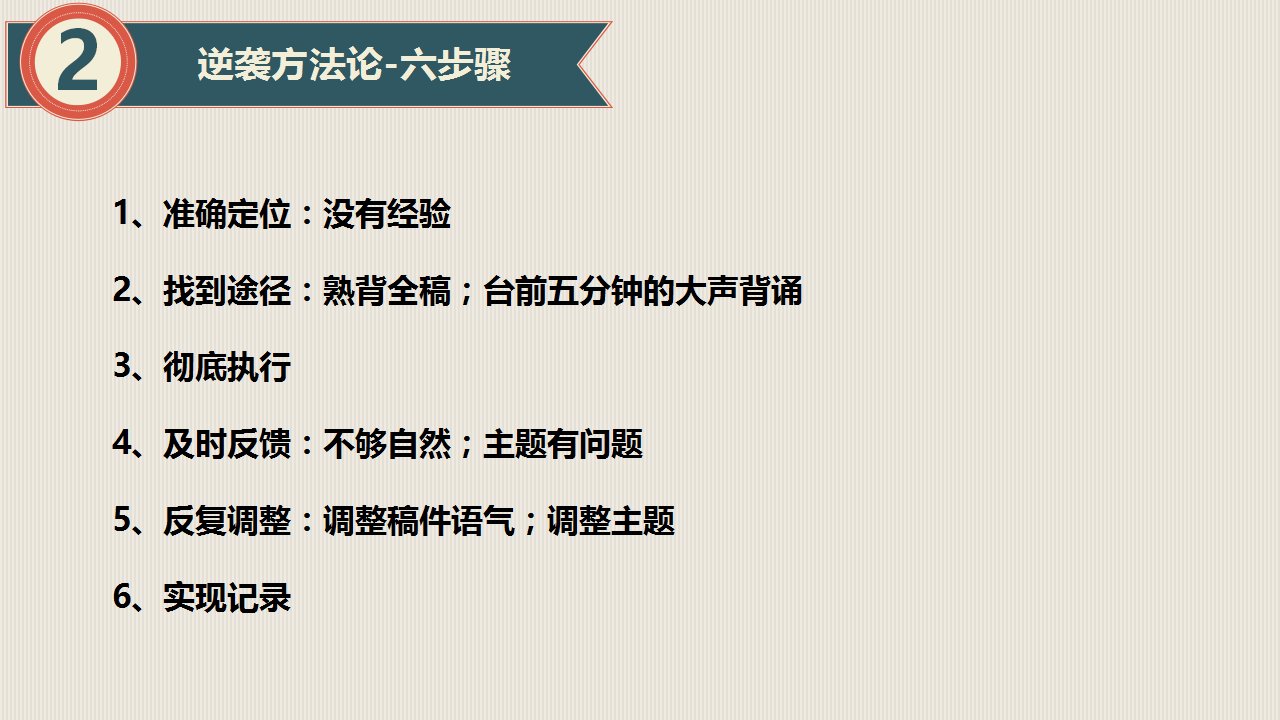 2
逆袭方法论-六步骤
1、准确定位：没有经验
2、找到途径：熟背全稿；台前五分钟的大声背诵
3、彻底执行
4、及时反馈：不够自然；主题有问题
5、反复调整：调整稿件语气；调整主题
6、实现记录